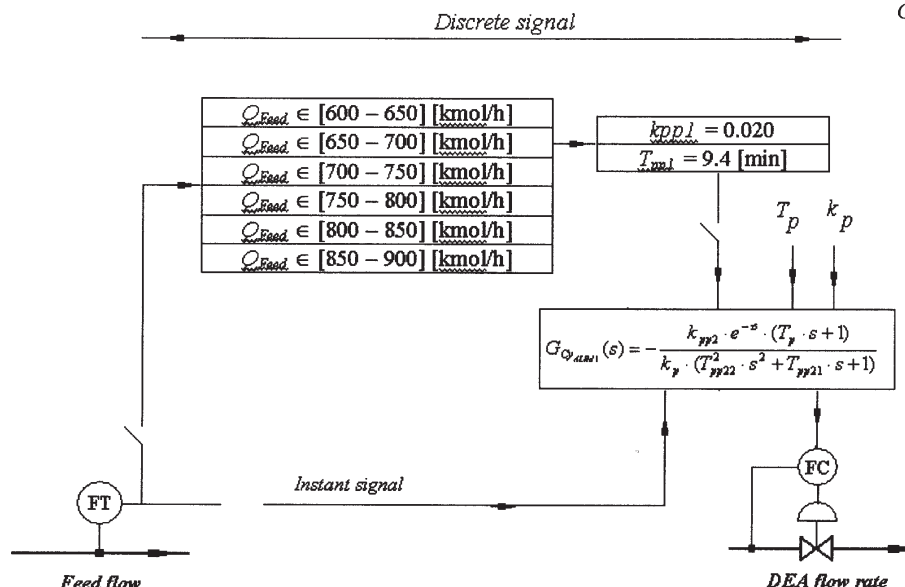 Discrete signal
Q_Feed ∈ [600 – 650] [kmol/h]
Q_Feed ∈ [650 – 700] [kmol/h]
Q_Feed ∈ [700 – 750] [kmol/h]
Q_Feed ∈ [750 – 800] [kmol/h]
Q_Feed ∈ [800 – 850] [kmol/h]
Q_Feed ∈ [850 – 900] [kmol/h]
kpp1 = 0.020
T_pp1 = 9.4 [min]
T_p k_p
(s) = - k_pp2 · e^-τs · (T_p · s + 1) / k_p · (T^2_pp22 · s^2 + T_pp21 · s + 1)
FC
Instant signal
FT
Feed flow
DEA flow rate